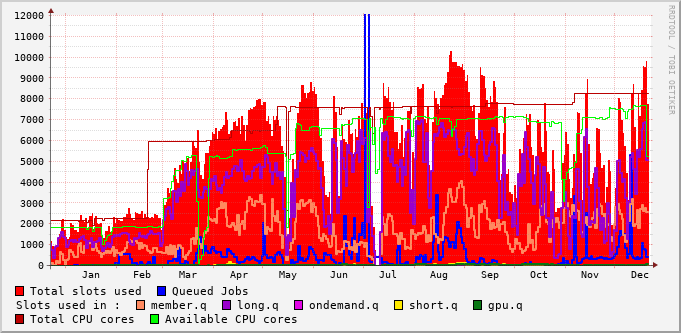 12000
11000
10000
9000
8000
7000
6000
5000
4000
3000
2000
1000
0
Jan Feb Mar Apr May Jun Jul Aug Sep Oct Nov Dec
RRDTOOL / TOBI OETIKER
Total slots used Queued Jobs
Slots used in : member.q long.q ondemand.q short.q gpu.q
Total CPU cores Available CPU cores